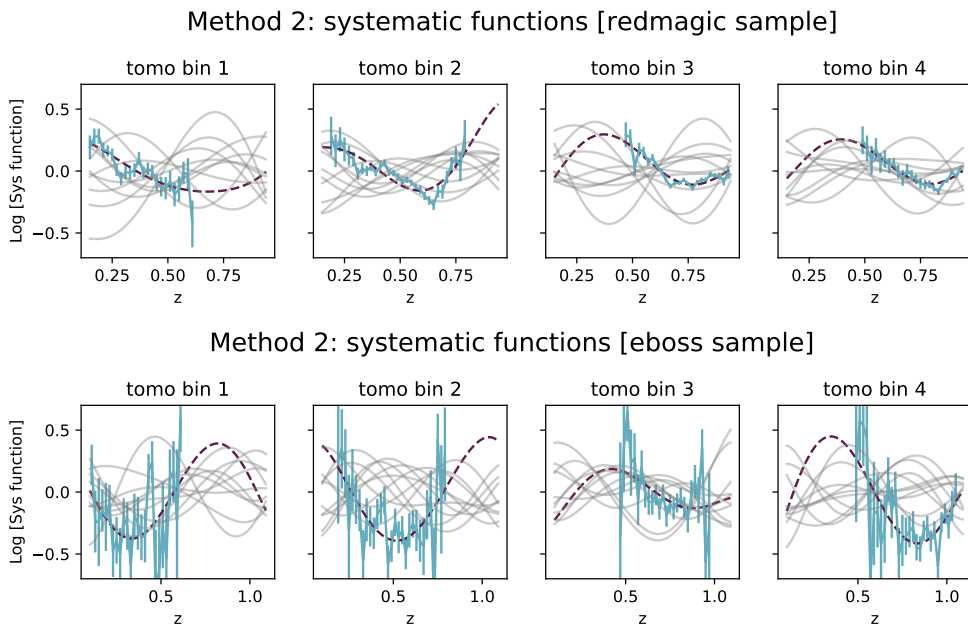 Method 2: systematic functions [redmagic sample]
tomo bin 1
tomo bin 2
tomo bin 3
tomo bin 4
Log [Sys function]
0.5
0.0
−0.5
0.25 0.50 0.75
0.25 0.50 0.75
0.25 0.50 0.75
0.25 0.50 0.75
z
z
z
z
Method 2: systematic functions [eboss sample]
tomo bin 1
tomo bin 2
tomo bin 3
tomo bin 4
Log [Sys function]
0.5
0.0
−0.5
0.5 1.0
0.5 1.0
0.5 1.0
0.5 1.0
z
z
z
z